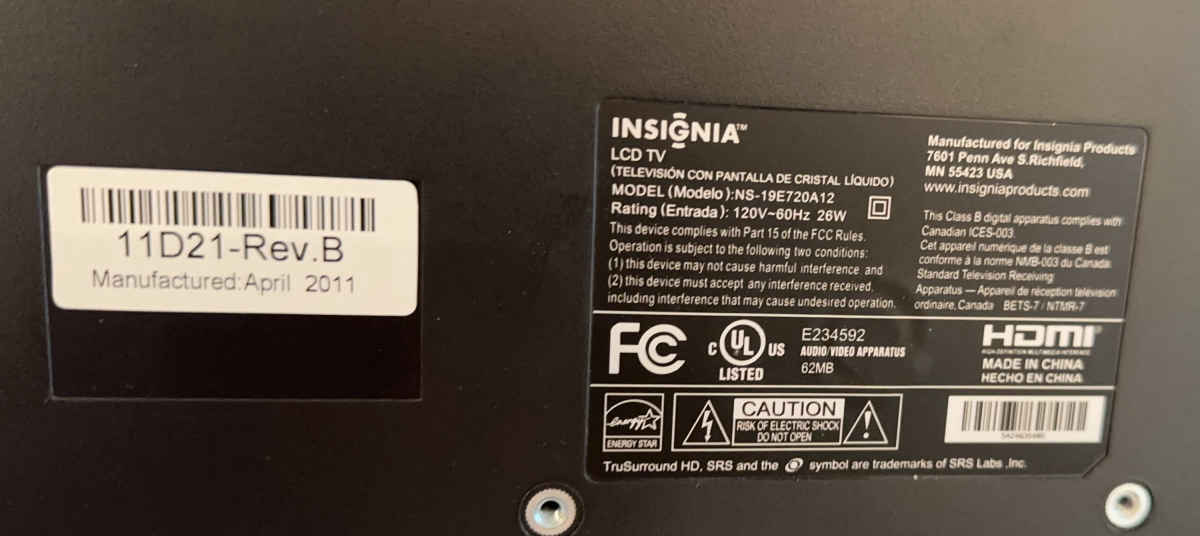 11D21-Rev.B
Manufactured:April 2011
INSIGNIA™
LCD TV
(TELEVISIÓN CON PANTALLA DE CRISTAL LÍQUIDO)
MODEL (Modelo):NS-19E720A12
Rating (Entrada): 120V~60Hz 26W
This device complies with Part 15 of the FCC Rules.
Operation is subject to the following two conditions:
(1) this device may not cause harmful interference and
(2) this device must accept any interference received,
including interference that may cause undesired operation.
Manufactured for Insignia Products
7601 Penn Ave S.Richfield,
MN 55423 USA
www.insigniaproducts.com
This Class B digital apparatus complies with
Canadian ICES-003.
Cet appareil numérique de la classe B est
conforme à la norme NMB-003 du Canada.
Standard Television Receiving
Apparatus — Appareil de réception télévision
ordinaire, Canada BETS-7 / NTMR-7
FC
C UL US
LISTED
E234592
AUDIO/VIDEO APPARATUS
62MB
HDMI
HIGH-DEFINITION MULTIMEDIA INTERFACE
MADE IN CHINA
HECHO EN CHINA
energy
ENERGY STAR
CAUTION
RISK OF ELECTRIC SHOCK
DO NOT OPEN
TruSurround HD, SRS and the symbol are trademarks of SRS Labs ,Inc.